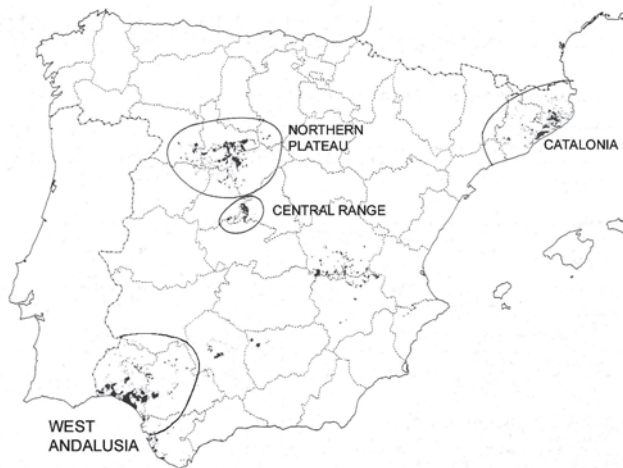 NORTHERN
PLATEAU
CATALONIA
CENTRAL RANGE
WEST
ANDALUSIA